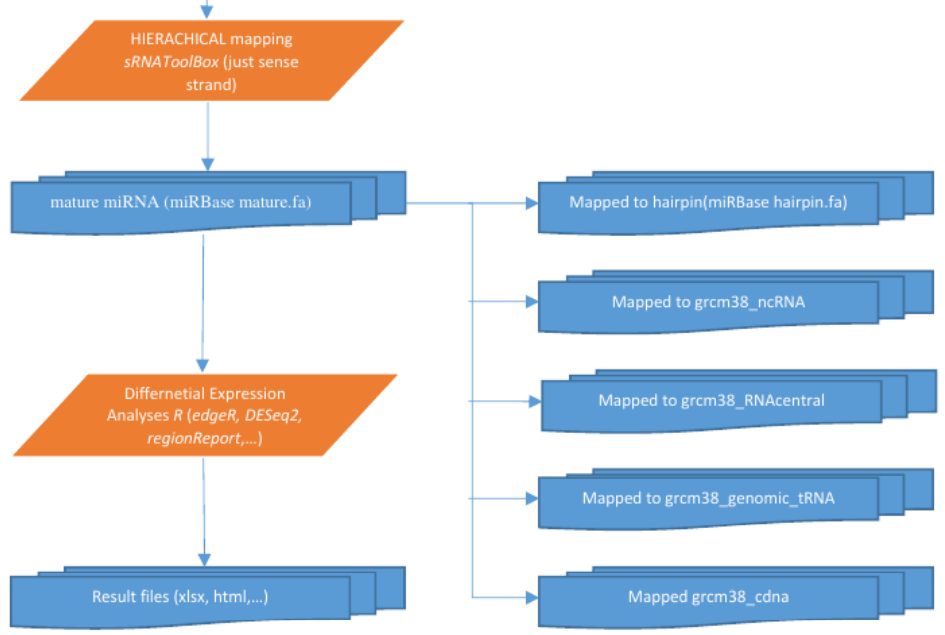 HIERACHICAL mapping
sRNAToolBox (just sense
strand)
mature miRNA (miRBase mature.fa)
Mapped to hairpin(miRBase hairpin.fa)
Mapped to grcm38_ncRNA
Differnetial Expression
Analyses R (edgeR, DESeq2,
regionReport,...)
Mapped to grcm38_RNAcentral
Mapped to grcm38_genomic_tRNA
Result files (xlsx, html,...)
Mapped grcm38_cdna